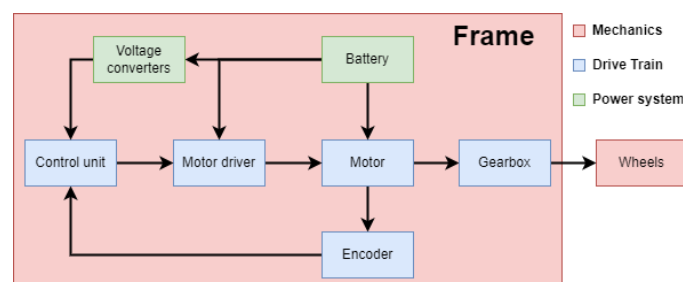 Frame
Mechanics
Drive Train
Power system
Voltage
converters
Battery
Control unit
Motor driver
Motor
Gearbox
Wheels
Encoder